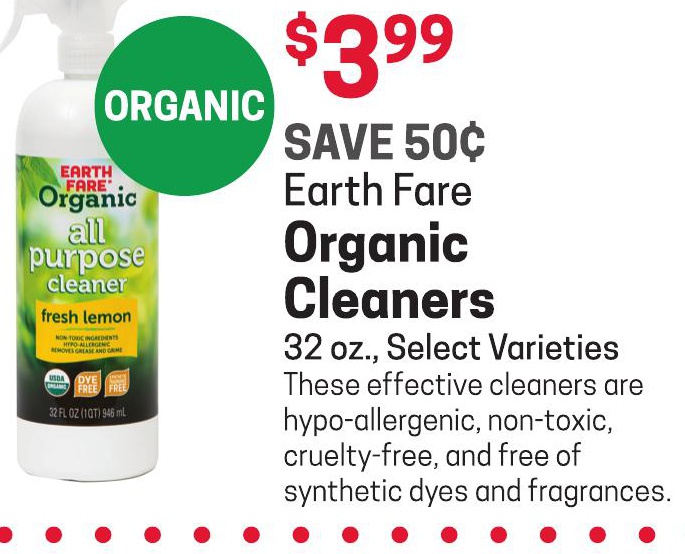 ORGANIC
$3.99
SAVE 50¢
Earth Fare
Organic
Cleaners
32 oz., Select Varieties
These effective cleaners are
hypo-allergenic, non-toxic,
cruelty-free, and free of
synthetic dyes and fragrances.
EARTH
FARE
Organic
all
purpose
cleaner
fresh lemon
NON-TOXIC INGREDIENTS
HYPO-ALLERGENIC
REMOVES GREASE AND GRIME
USDA
ORGANIC
DYE
FREE
FREE
32 FL OZ (1QT) 946 mL